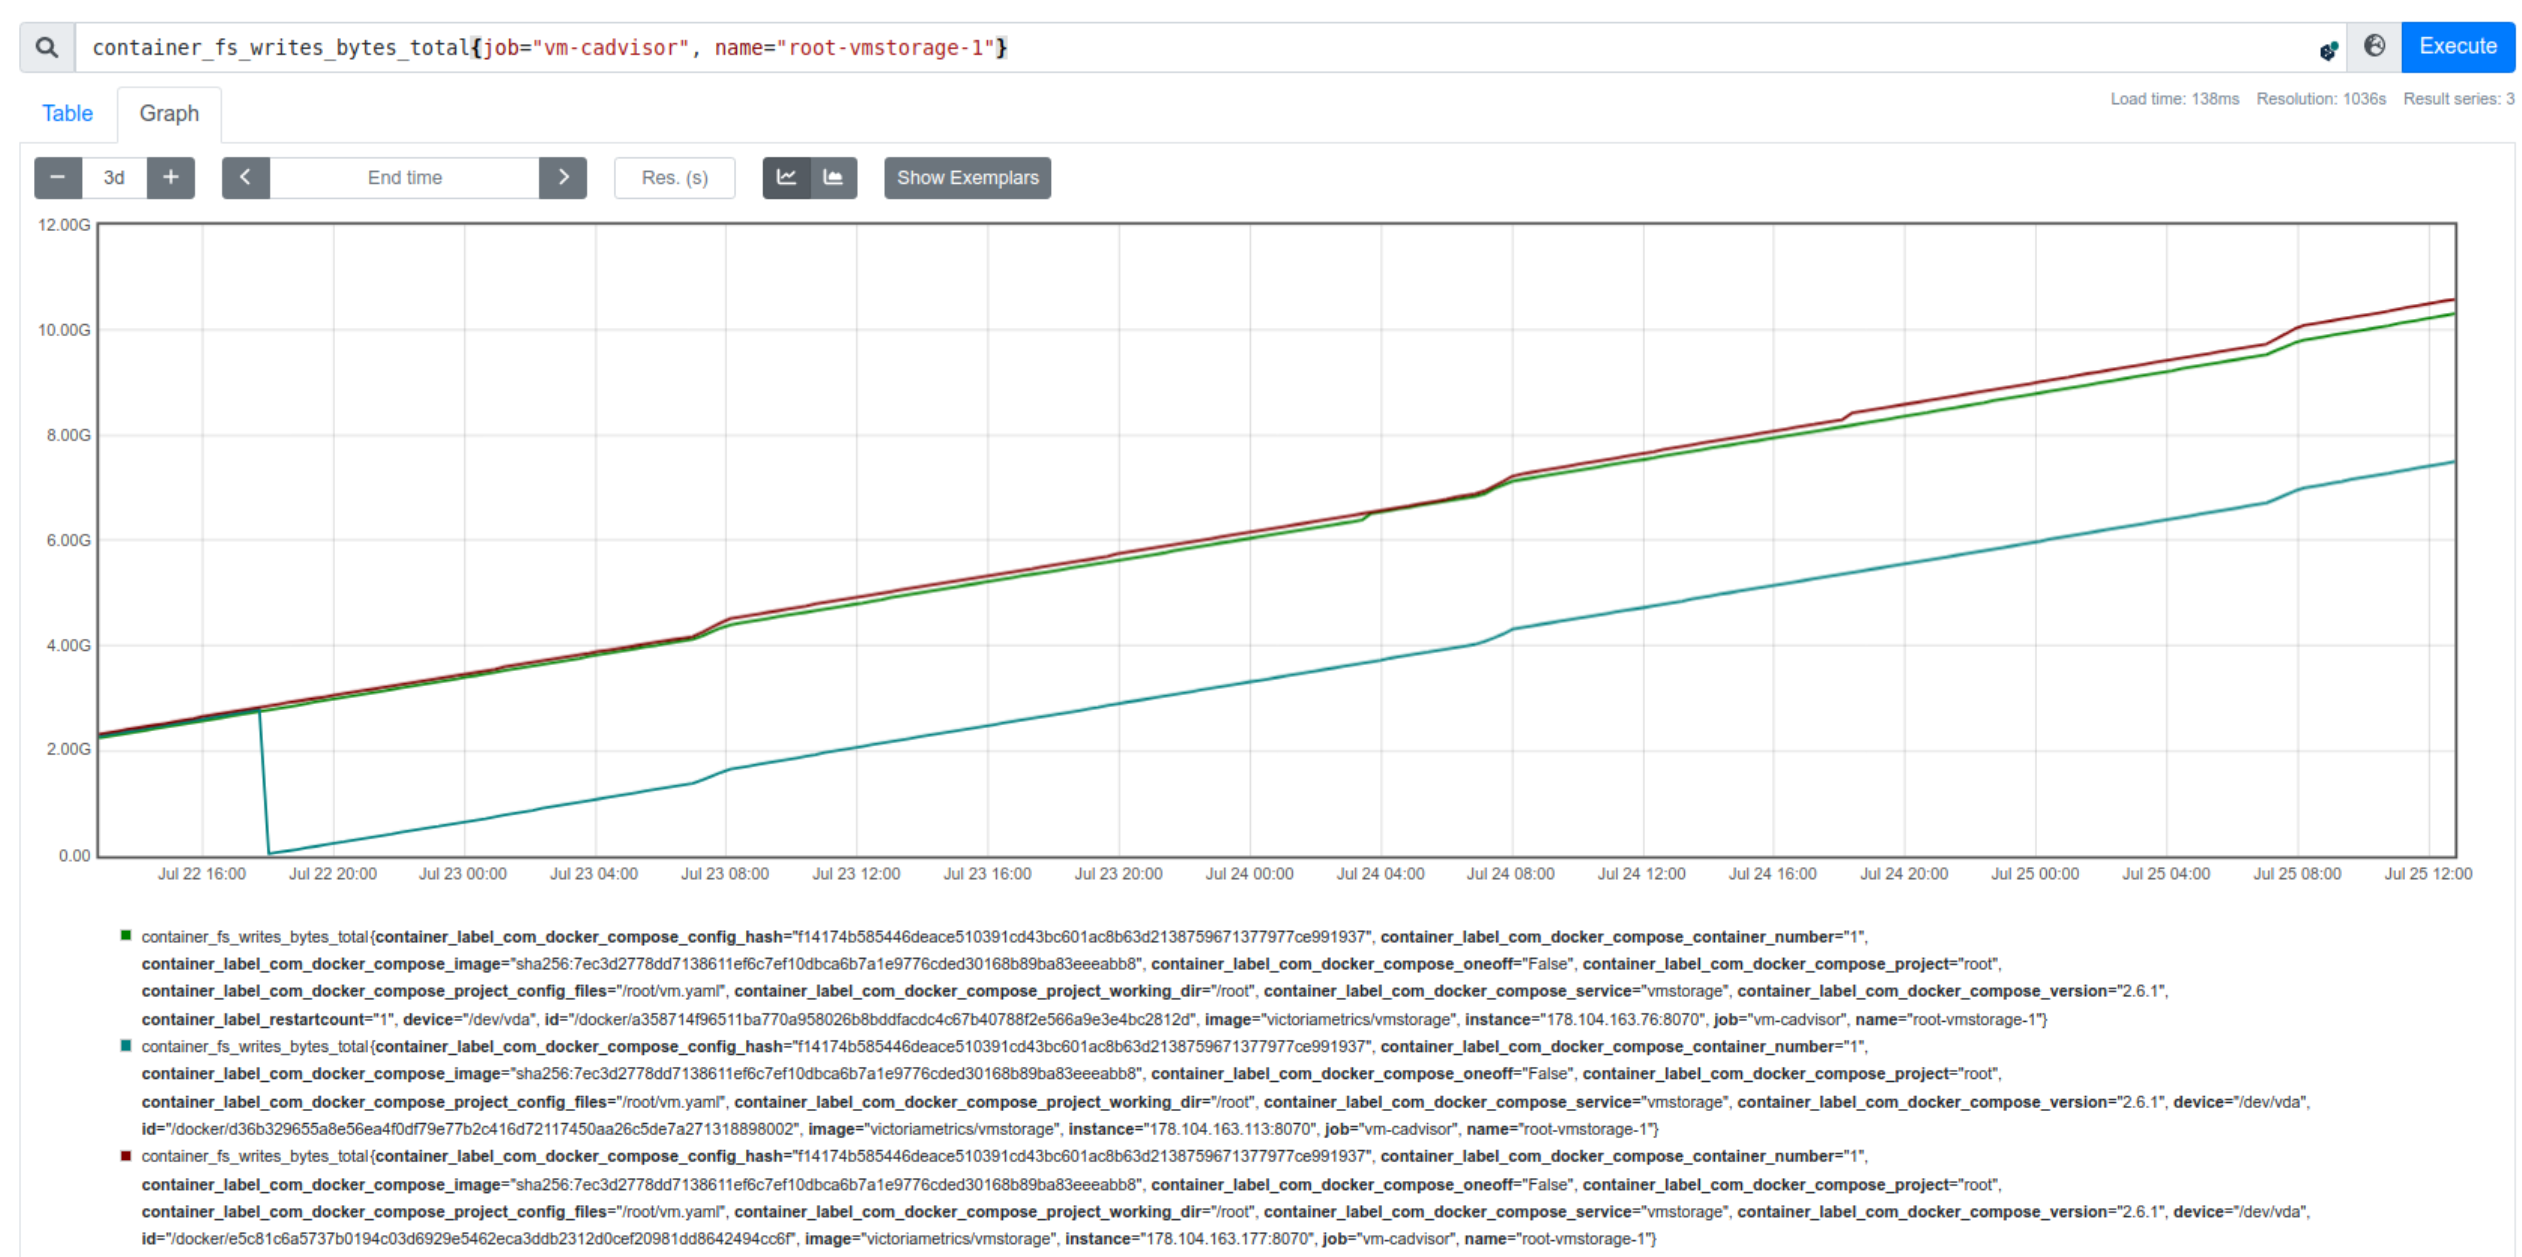 container_fs_writes_bytes_total{job="vm-cadvisor", name="root-vmstorage-1"}
Execute
Table
Graph
Load time: 138ms Resolution: 1036s Result series: 3
− 3d + < End time > Res. (s) Show Exemplars
12.00G
10.00G
8.00G
6.00G
4.00G
2.00G
0.00
Jul 22 16:00 Jul 22 20:00 Jul 23 00:00 Jul 23 04:00 Jul 23 08:00 Jul 23 12:00 Jul 23 16:00 Jul 23 20:00 Jul 24 00:00 Jul 24 04:00 Jul 24 08:00 Jul 24 12:00 Jul 24 16:00 Jul 24 20:00 Jul 25 00:00 Jul 25 04:00 Jul 25 08:00 Jul 25 12:00
container_fs_writes_bytes_total{container_label_com_docker_compose_config_hash="f14174b585446deace510391cd43bc601ac8b63d2138759671377977ce991937", container_label_com_docker_compose_container_number="1",
container_label_com_docker_compose_image="sha256:7ec3d2778dd7138611ef6c7ef10dbca6b7a1e9776cded30168b89ba83eeeabb8", container_label_com_docker_compose_oneoff="False", container_label_com_docker_compose_project="root",
container_label_com_docker_compose_project_config_files="/root/vm.yaml", container_label_com_docker_compose_project_working_dir="/root", container_label_com_docker_compose_service="vmstorage", container_label_com_docker_compose_version="2.6.1",
container_label_restartcount="1", device="/dev/vda", id="/docker/a358714f96511ba770a958026b8bddfacdc4c67b40788f2e566a9e3e4bc2812d", image="victoriametrics/vmstorage", instance="178.104.163.76:8070", job="vm-cadvisor", name="root-vmstorage-1"}
container_fs_writes_bytes_total{container_label_com_docker_compose_config_hash="f14174b585446deace510391cd43bc601ac8b63d2138759671377977ce991937", container_label_com_docker_compose_container_number="1",
container_label_com_docker_compose_image="sha256:7ec3d2778dd7138611ef6c7ef10dbca6b7a1e9776cded30168b89ba83eeeabb8", container_label_com_docker_compose_oneoff="False", container_label_com_docker_compose_project="root",
container_label_com_docker_compose_project_config_files="/root/vm.yaml", container_label_com_docker_compose_project_working_dir="/root", container_label_com_docker_compose_service="vmstorage", container_label_com_docker_compose_version="2.6.1", device="/dev/vda",
id="/docker/d36b329655a8e56ea4f0df79e77b2c416d72117450aa26c5de7a271318898002", image="victoriametrics/vmstorage", instance="178.104.163.113:8070", job="vm-cadvisor", name="root-vmstorage-1"}
container_fs_writes_bytes_total{container_label_com_docker_compose_config_hash="f14174b585446deace510391cd43bc601ac8b63d2138759671377977ce991937", container_label_com_docker_compose_container_number="1",
container_label_com_docker_compose_image="sha256:7ec3d2778dd7138611ef6c7ef10dbca6b7a1e9776cded30168b89ba83eeeabb8", container_label_com_docker_compose_oneoff="False", container_label_com_docker_compose_project="root",
container_label_com_docker_compose_project_config_files="/root/vm.yaml", container_label_com_docker_compose_project_working_dir="/root", container_label_com_docker_compose_service="vmstorage", container_label_com_docker_compose_version="2.6.1", device="/dev/vda",
id="/docker/e5c81c6a5737b0194c03d6929e5462eca3ddb2312d0cef20981dd8642494cc6f", image="victoriametrics/vmstorage", instance="178.104.163.177:8070", job="vm-cadvisor", name="root-vmstorage-1"}